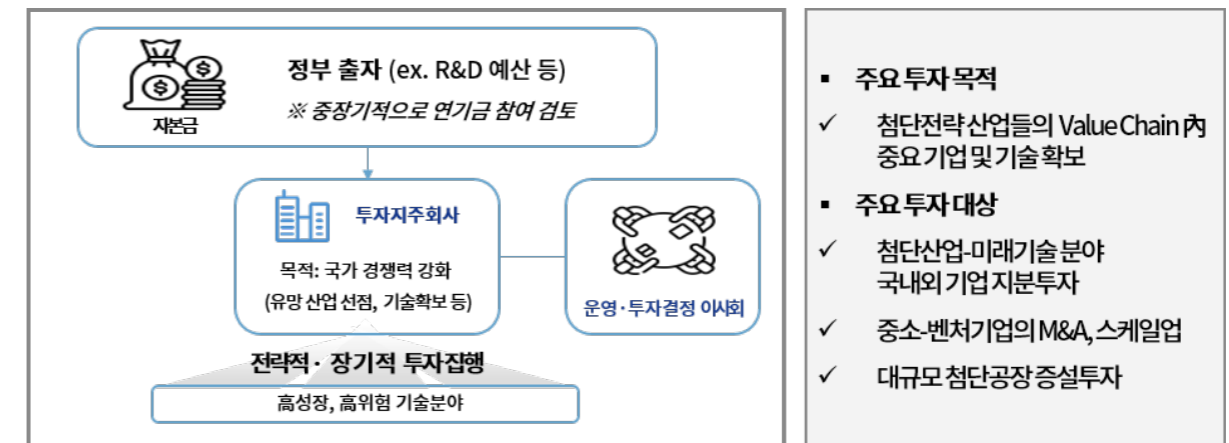 정부 출자 (ex. R&D 예산 등)
※ 중장기적으로 연기금 참여 검토
자본금
투자지주회사
목적: 국가 경쟁력 강화
(유망 산업 선점, 기술확보 등)
운영·투자결정 이사회
전략적· 장기적 투자집행
高성장, 高위험 기술분야
▪ 주요 투자 목적
✓ 첨단전략 산업들의 Value Chain 內
중요 기업 및 기술 확보
▪ 주요 투자 대상
✓ 첨단산업-미래기술 분야
국내외 기업 지분투자
✓ 중소-벤처기업의 M&A, 스케일업
✓ 대규모 첨단공장 증설투자